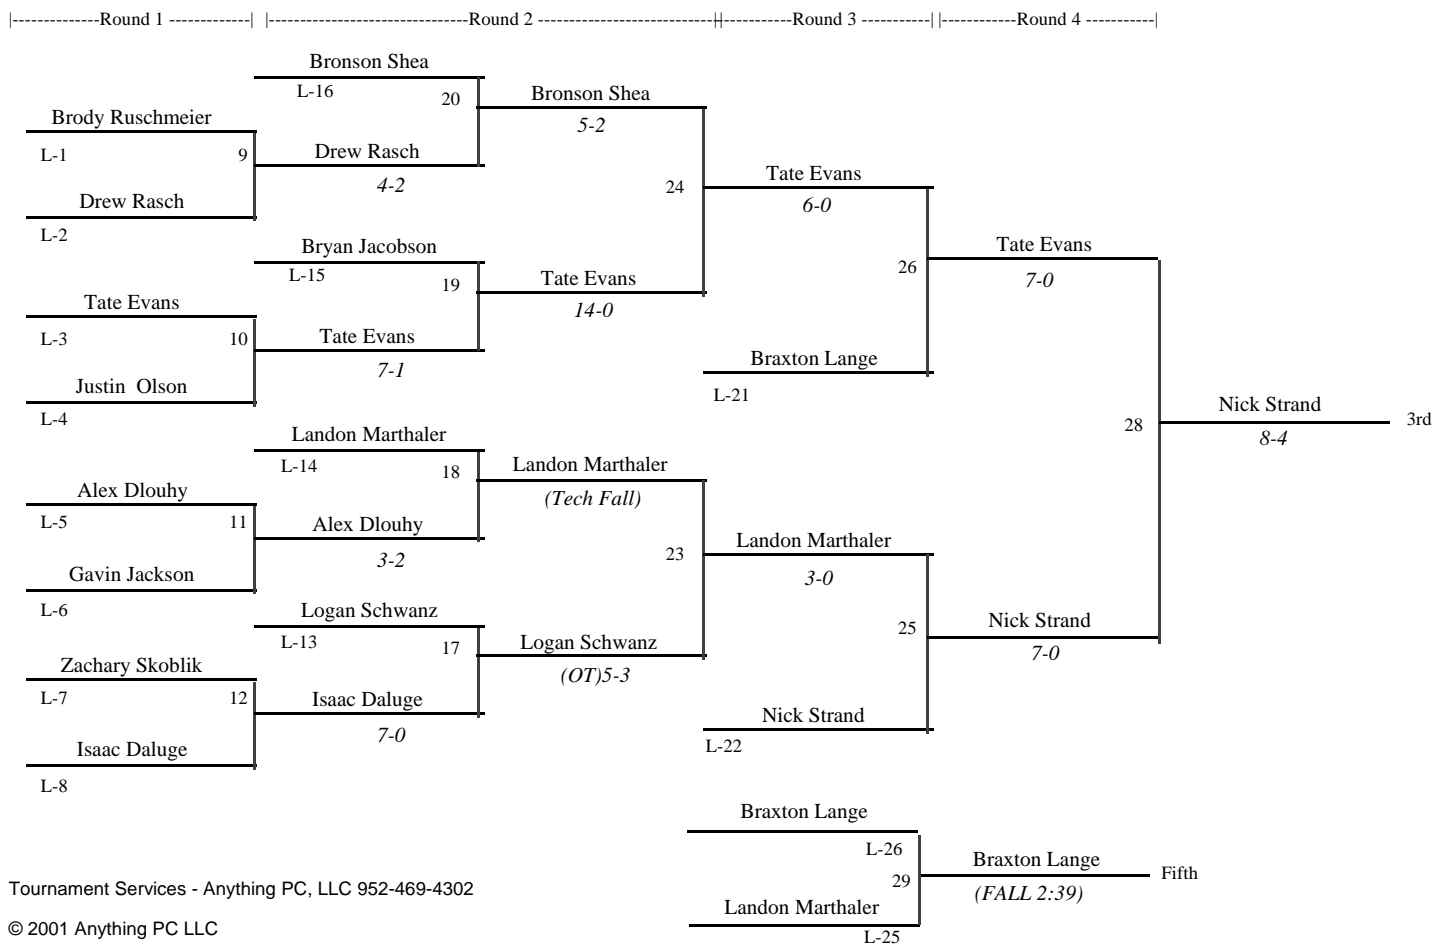 |--------------Round 1 -------------| |---------------------------------Round 2 -----------------------------||------------Round 3 -----------| |------------Round 4 -----------|
Bronson Shea
L-16
20
Bronson Shea
5-2
Brody Ruschmeier
L-1
9
Drew Rasch
4-2
Drew Rasch
L-2
24
Tate Evans
6-0
Bryan Jacobson
L-15
19
Tate Evans
14-0
Tate Evans
L-3
10
Tate Evans
7-1
Justin Olson
L-4
26
Tate Evans
7-0
Braxton Lange
L-21
28
Nick Strand
8-4
3rd
Landon Marthaler
L-14
18
Landon Marthaler
(Tech Fall)
Alex Dlouhy
L-5
11
Alex Dlouhy
3-2
Gavin Jackson
L-6
23
Landon Marthaler
3-0
Logan Schwanz
L-13
17
Logan Schwanz
(OT)5-3
25
Nick Strand
7-0
Zachary Skoblik
L-7
12
Isaac Daluge
7-0
Isaac Daluge
L-8
Nick Strand
L-22
Braxton Lange
L-26
29
Braxton Lange
(FALL 2:39)
Fifth
Landon Marthaler
L-25
Tournament Services - Anything PC, LLC 952-469-4302
© 2001 Anything PC LLC